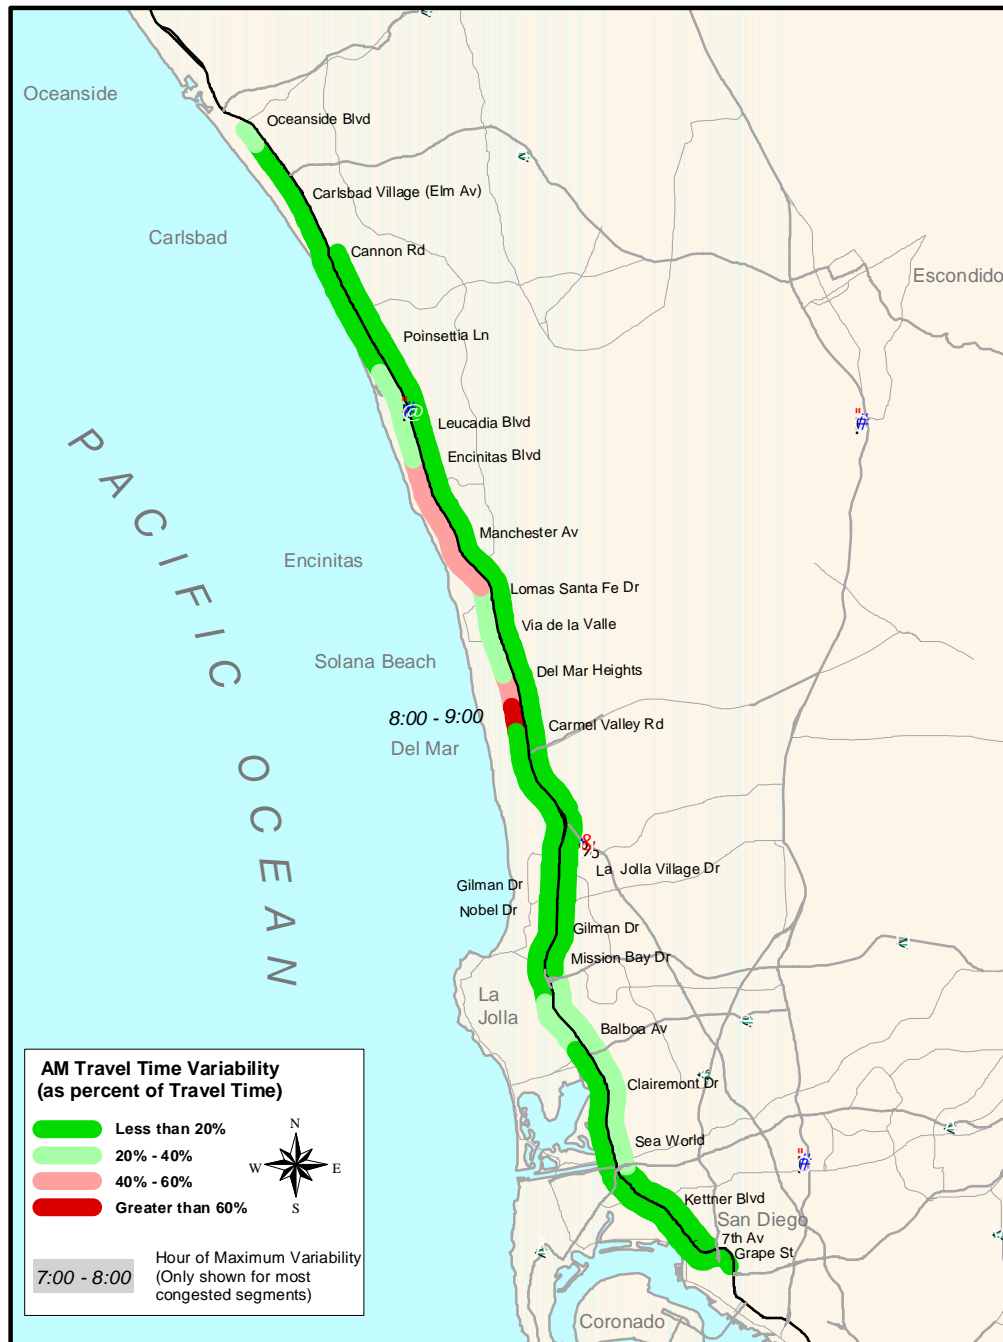 Oceanside
Oceanside Blvd
Carlsbad Village (Elm Av)
Carlsbad
Cannon Rd
Escondido
Poinsettia Ln
@
Leucadia Blvd
Encinitas Blvd
PACIFIC OCEAN
Manchester Av
Encinitas
Lomas Santa Fe Dr
Via de la Valle
Solana Beach
Del Mar Heights
8:00 - 9:00
Carmel Valley Rd
Del Mar
La Jolla Village Dr
Gilman Dr
Nobel Dr
Gilman Dr
Mission Bay Dr
La
Jolla
Balboa Av
Clairemont Dr
Sea World
Kettner Blvd
San Diego
7th Av
Grape St
Coronado
AM Travel Time Variability
(as percent of Travel Time)
Less than 20%
20% - 40%
40% - 60%
Greater than 60%
N
W E
S
7:00 - 8:00
Hour of Maximum Variability
(Only shown for most
congested segments)